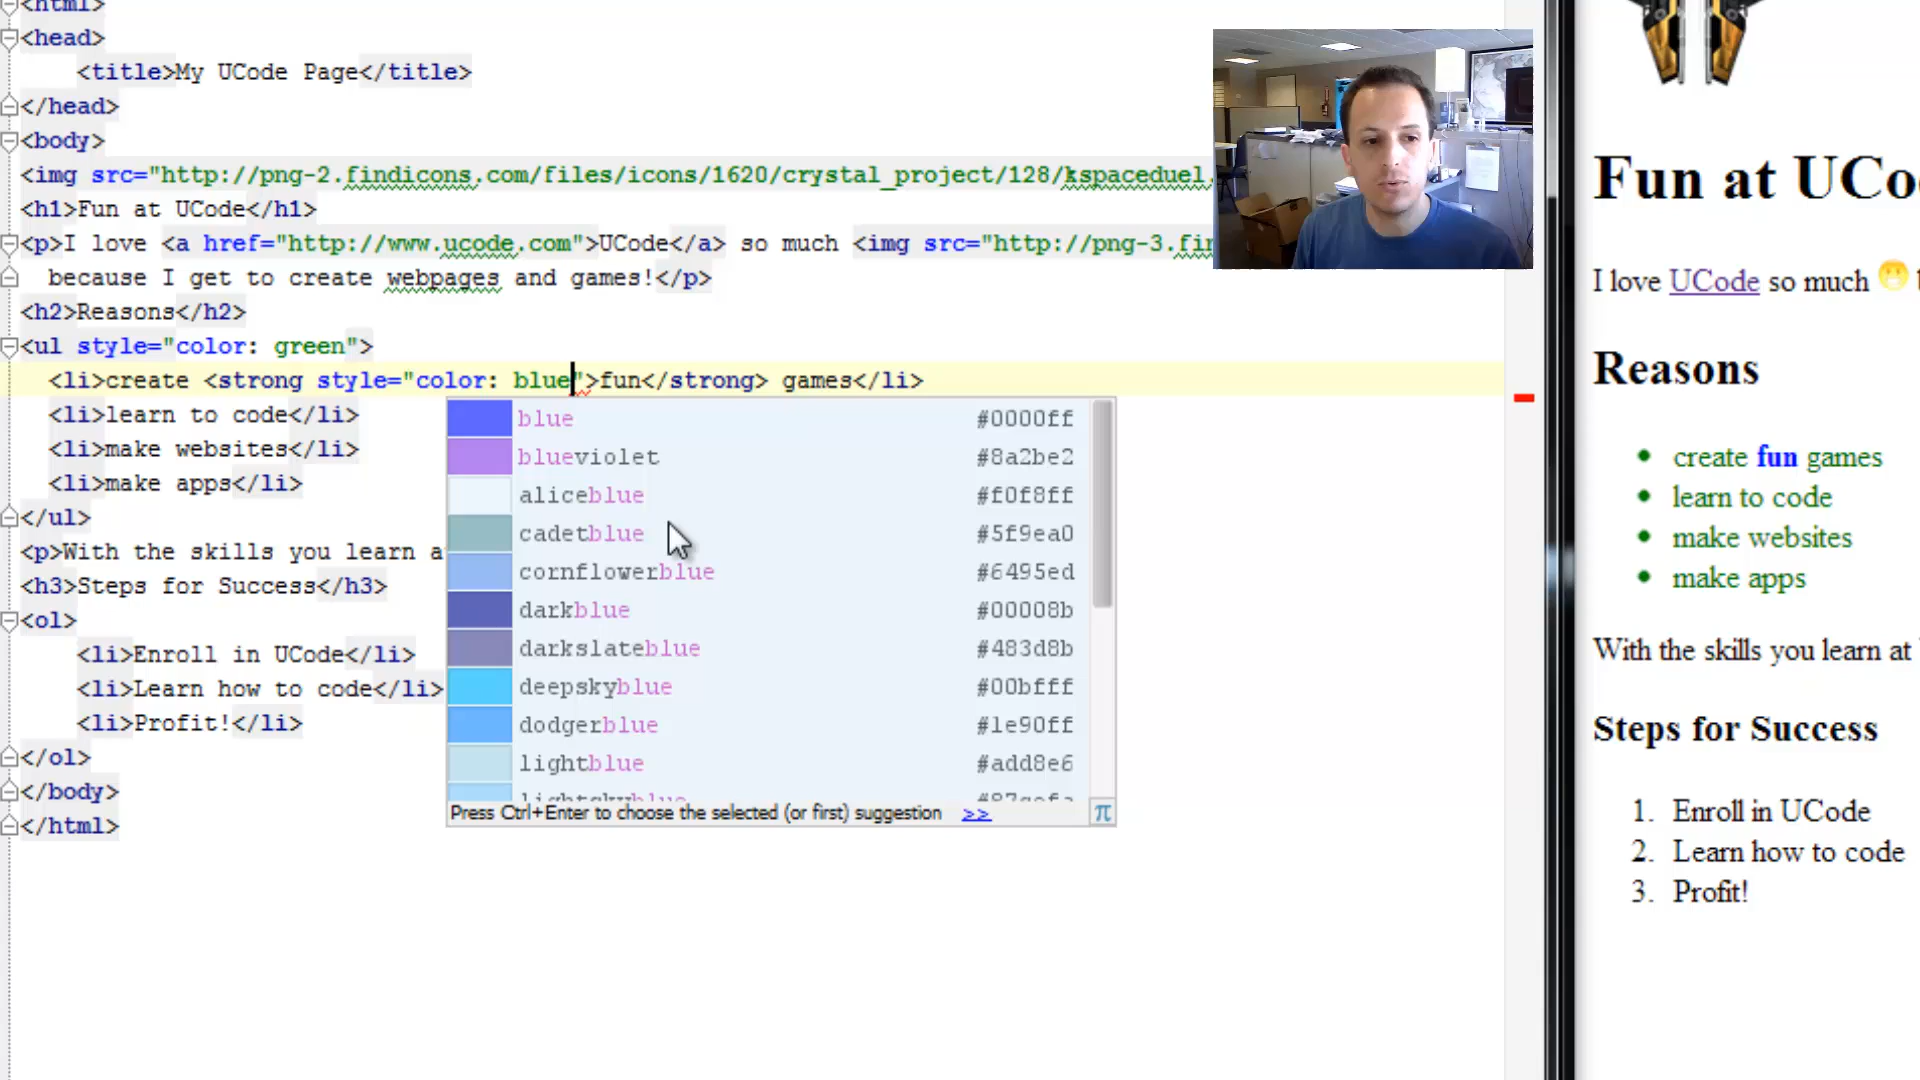 <html>
<head>
<title>My UCode Page</title>
</head>
<body>
<img src="http://png-2.findicons.com/files/icons/1620/crystal_project/128/kspaceduel.
<h1>Fun at UCode</h1>
<p>I love <a href="http://www.ucode.com">UCode</a> so much <img src="http://png-3.fin
because I get to create webpages and games!</p>
<h2>Reasons</h2>
<ul style="color: green">
<li>create <strong style="color: blue">fun</strong> games</li>
<li>learn to code</li>
<li>make websites</li>
<li>make apps</li>
</ul>
<p>With the skills you learn a
<h3>Steps for Success</h3>
<ol>
<li>Enroll in UCode</li>
<li>Learn how to code</li>
<li>Profit!</li>
</ol>
</body>
</html>
blue #0000ff
blueviolet #8a2be2
aliceblue #f0f8ff
cadetblue #5f9ea0
cornflowerblue #6495ed
darkblue #00008b
darkslateblue #483d8b
deepskyblue #00bfff
dodgerblue #1e90ff
lightblue #add8e6
lightskyblue
Press Ctrl+Enter to choose the selected (or first) suggestion >>
π
Fun at UCo
I love UCode so much
Reasons
create fun games
learn to code
make websites
make apps
With the skills you learn at
Steps for Success
1. Enroll in UCode
2. Learn how to code
3. Profit!